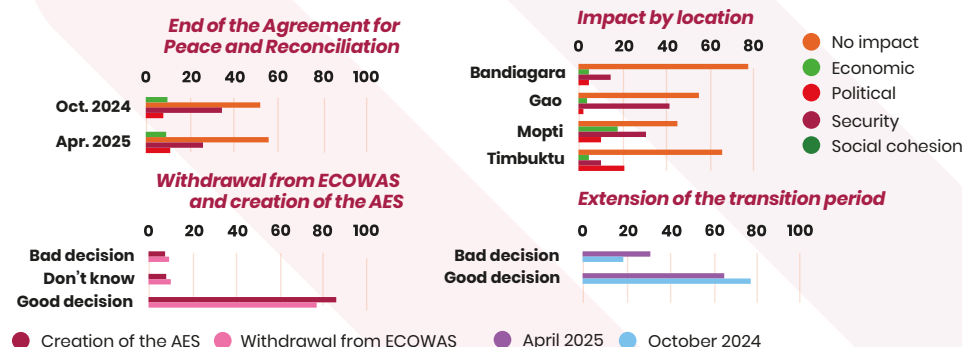 End of the Agreement for
Peace and Reconciliation
0 20 40 60 80 100
Oct. 2024
Apr. 2025
Impact by location
0 20 40 60 80
Bandiagara
Gao
Mopti
Timbuktu
No impact
Economic
Political
Security
Social cohesion
Withdrawal from ECOWAS
and creation of the AES
0 20 40 60 80 100
Bad decision
Don't know
Good decision
Creation of the AES Withdrawal from ECOWAS
Extension of the transition period
0 20 40 60 80 100
Bad decision
Good decision
April 2025 October 2024